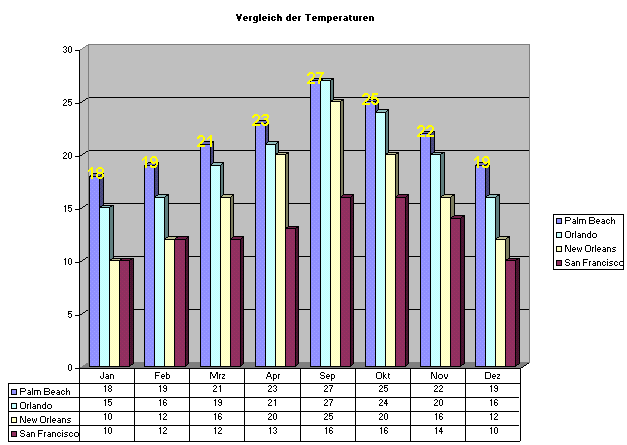 Vergleich der Temperaturen
30
25
20
15
10
5
0
18
19
21
23
27
25
22
19
Palm Beach
Orlando
New Orleans
San Francisco
Jan Feb Mrz Apr Sep Okt Nov Dez
Palm Beach 18 19 21 23 27 25 22 19
Orlando 15 16 19 21 27 24 20 16
New Orleans 10 12 16 20 25 20 16 12
San Francisco 10 12 12 13 16 16 14 10